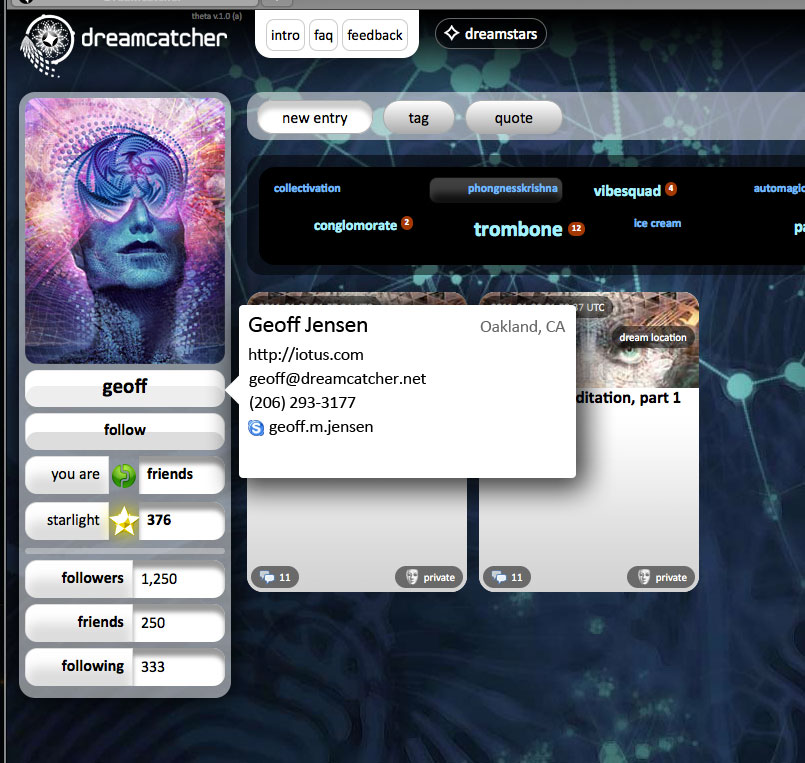 theta v.1.0 (a)
dreamcatcher
intro
faq
feedback
dreamstars
new entry
tag
quote
collectivation
phongnesskrishna
vibesquad 4
automagic
conglomorate 2
trombone 12
ice cream
pa
37 UTC
dream location
ditation, part 1
Geoff Jensen
Oakland, CA
http://iotus.com
geoff@dreamcatcher.net
(206) 293-3177
geoff.m.jensen
geoff
follow
you are friends
starlight 376
followers 1,250
friends 250
following 333
11
private
11
private